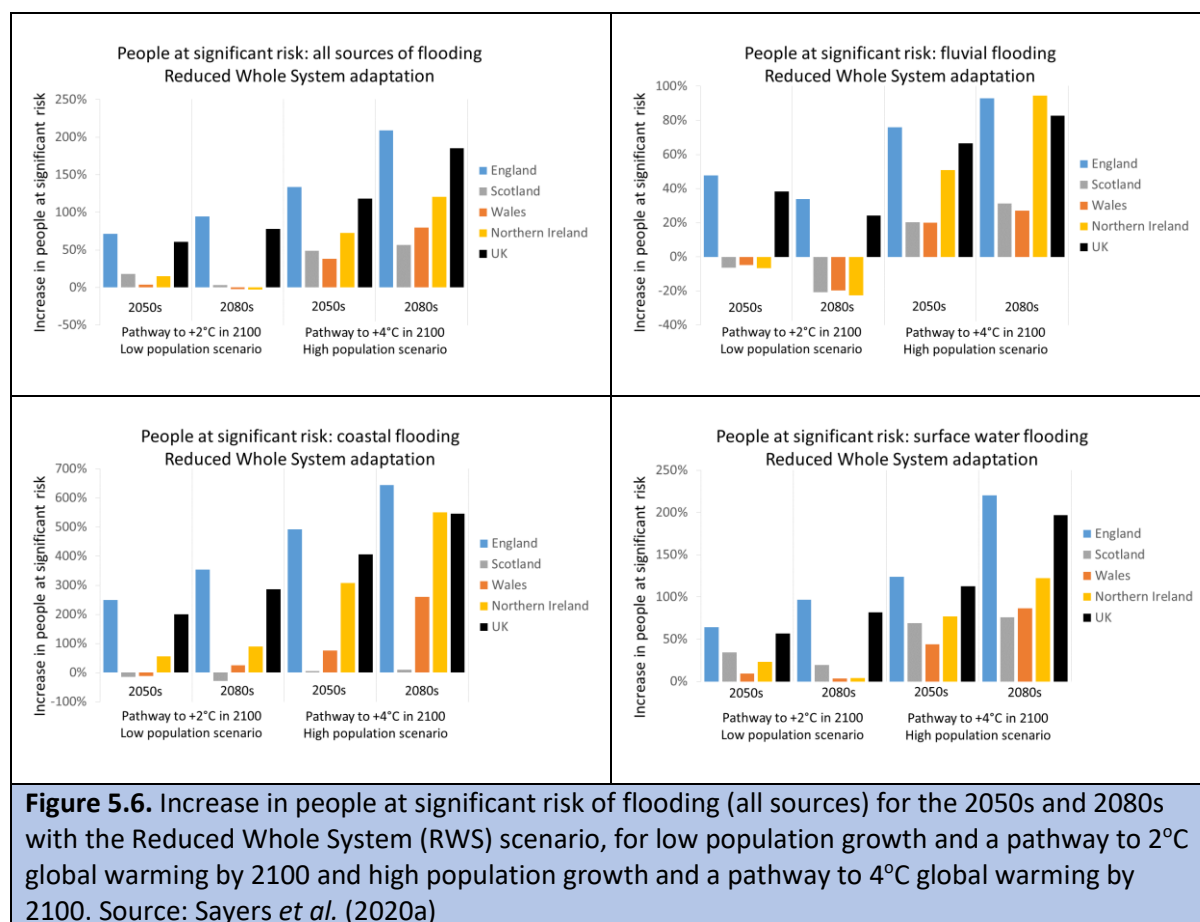 People at significant risk: all sources of flooding
Reduced Whole System adaptation
Increase in people at significant risk
250%
200%
150%
100%
50%
0%
-50%
2050s
2080s
2050s
2080s
Pathway to +2°C in 2100
Low population scenario
Pathway to +4°C in 2100
High population scenario
England
Scotland
Wales
Northern Ireland
UK
People at significant risk: fluvial flooding
Reduced Whole System adaptation
Increase in people at significant risk
100%
80%
60%
40%
20%
0%
-20%
-40%
2050s
2080s
2050s
2080s
Pathway to +2°C in 2100
Low population scenario
Pathway to +4°C in 2100
High population scenario
England
Scotland
Wales
Northern Ireland
UK
People at significant risk: coastal flooding
Reduced Whole System adaptation
Increase in people at significant risk
700%
600%
500%
400%
300%
200%
100%
0%
-100%
2050s
2080s
2050s
2080s
Pathway to +2°C in 2100
Low population scenario
Pathway to +4°C in 2100
High population scenario
England
Scotland
Wales
Northern Ireland
UK
People at significant risk: surface water flooding
Reduced Whole System adaptation
Increase in people at significant risk
250%
200%
150%
100%
50%
0%
2050s
2080s
2050s
2080s
Pathway to +2°C in 2100
Low population scenario
Pathway to +4°C in 2100
High population scenario
England
Scotland
Wales
Northern Ireland
UK
Figure 5.6. Increase in people at significant risk of flooding (all sources) for the 2050s and 2080s
with the Reduced Whole System (RWS) scenario, for low population growth and a pathway to 2°C
global warming by 2100 and high population growth and a pathway to 4°C global warming by
2100. Source: Sayers et al. (2020a)